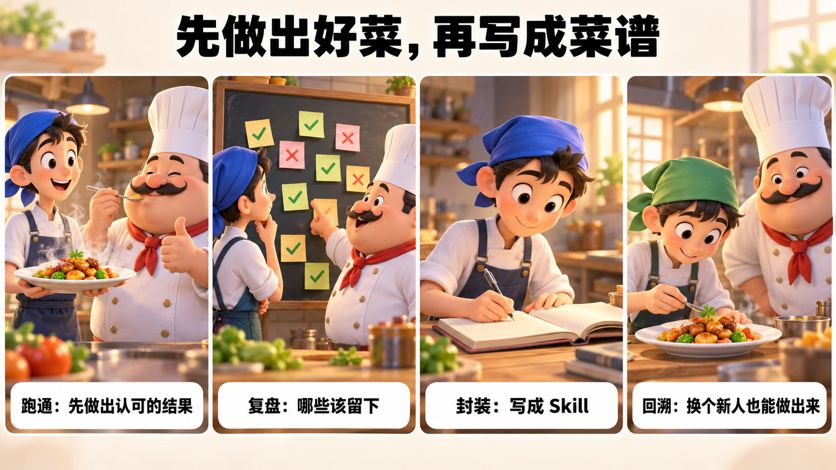 先做出好菜，再写成菜谱
跑通：先做出认可的结果
复盘：哪些该留下
封装：写成 Skill
回溯：换个新人也能做出来